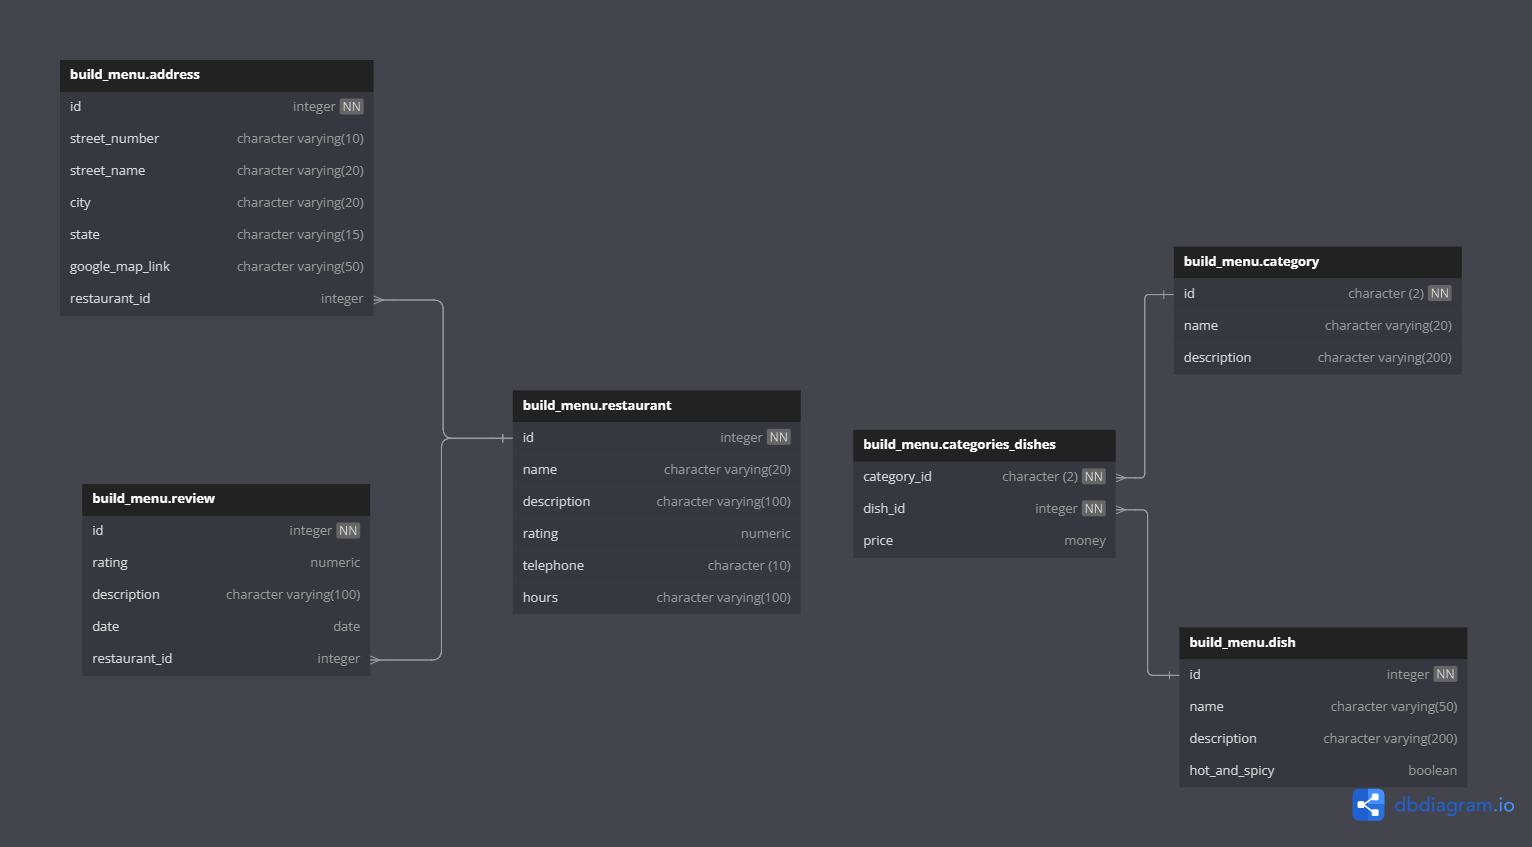 build_menu.address
id integer NN
street_number character varying(10)
street_name character varying(20)
city character varying(20)
state character varying(15)
google_map_link character varying(50)
restaurant_id integer
build_menu.review
id integer NN
rating numeric
description character varying(100)
date date
restaurant_id integer
build_menu.restaurant
id integer NN
name character varying(20)
description character varying(100)
rating numeric
telephone character (10)
hours character varying(100)
build_menu.categories_dishes
category_id character (2) NN
dish_id integer NN
price money
build_menu.category
id character (2) NN
name character varying(20)
description character varying(200)
build_menu.dish
id integer NN
name character varying(50)
description character varying(200)
hot_and_spicy boolean
dbdiagram.io